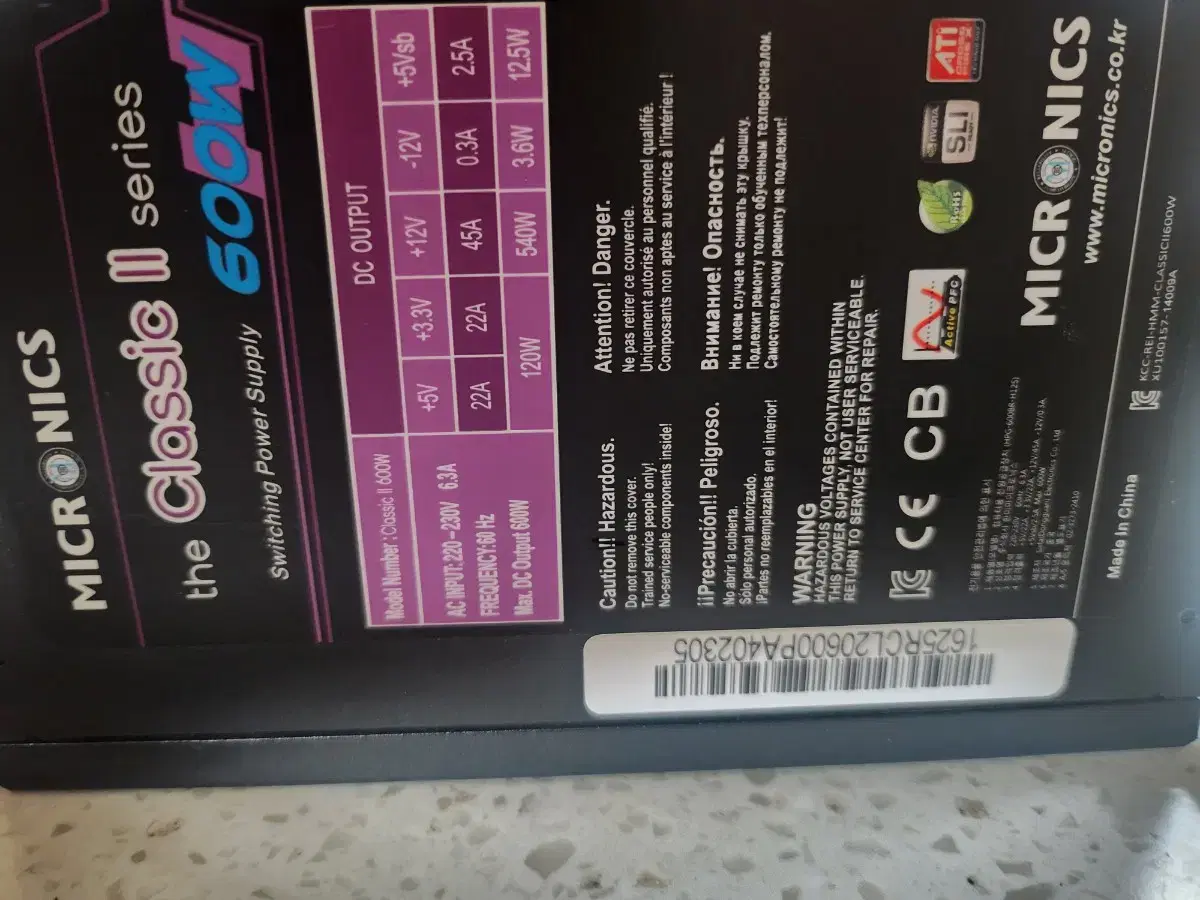 MICRONICS
the Classic II series
600W
Switching Power Supply
Model Number : Classic II 600W
DC OUTPUT
AC INPUT: 220-230V 6.3A
FREQUENCY: 60 Hz
+5V +3.3V +12V -12V +5Vsb
22A 22A 45A 0.3A 2.5A
Max. DC Output 600W
120W 540W 3.6W 12.5W
Caution!! Hazardous.
Do not remove this cover.
Trained service people only!
No-serviceable components inside!
Attention! Danger.
Ne pas retirer ce couvercle.
Uniquement autorisé au personnel qualifié.
Composants non aptes au service à l'intérieur !
¡¡Precaución!! Peligroso.
No abrir la cubierta.
Sólo personal autorizado.
¡Partes no reemplazables en el interior!
Внимание! Опасность.
Ни в коем случае не снимать эту крышку.
Подлежит ремонту только обученным техперсоналом.
Самостоятельному ремонту не подлежит!
WARNING
HAZARDOUS VOLTAGES CONTAINED WITHIN
THIS POWER SUPPLY, NOT USER SERVICEABLE.
RETURN TO SERVICE CENTER FOR REPAIR.
CE CB
Active PFC
RoHS
NVIDIA
SLI
READY
ATI
MICRONICS
www.micronics.co.kr
Made in China
KCC-REI-HMM-CLASSICII600W
XU100157-14009A
1625RCL20600PA402305